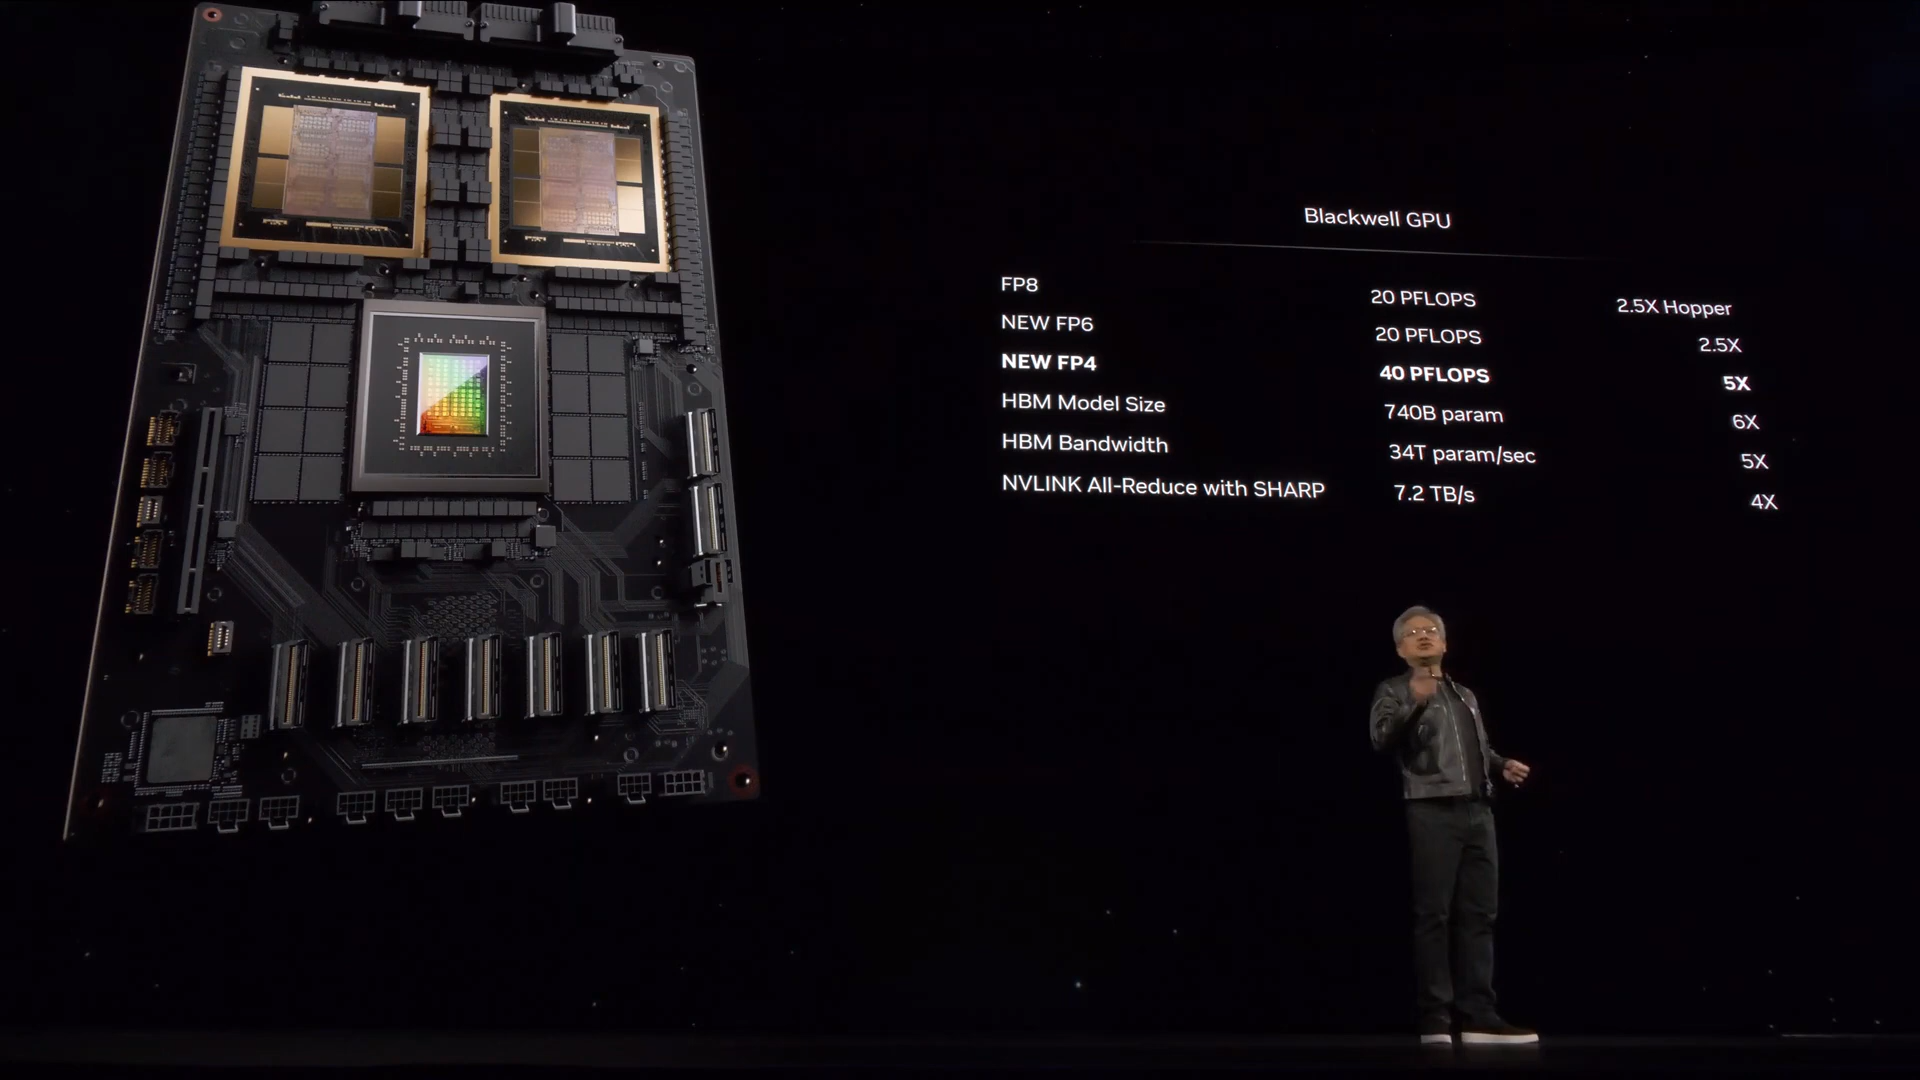 Blackwell GPU
FP8 20 PFLOPS 2.5X Hopper
NEW FP6 20 PFLOPS 2.5X
NEW FP4 40 PFLOPS 5X
HBM Model Size 740B param 6X
HBM Bandwidth 34T param/sec 5X
NVLINK All-Reduce with SHARP 7.2 TB/s 4X